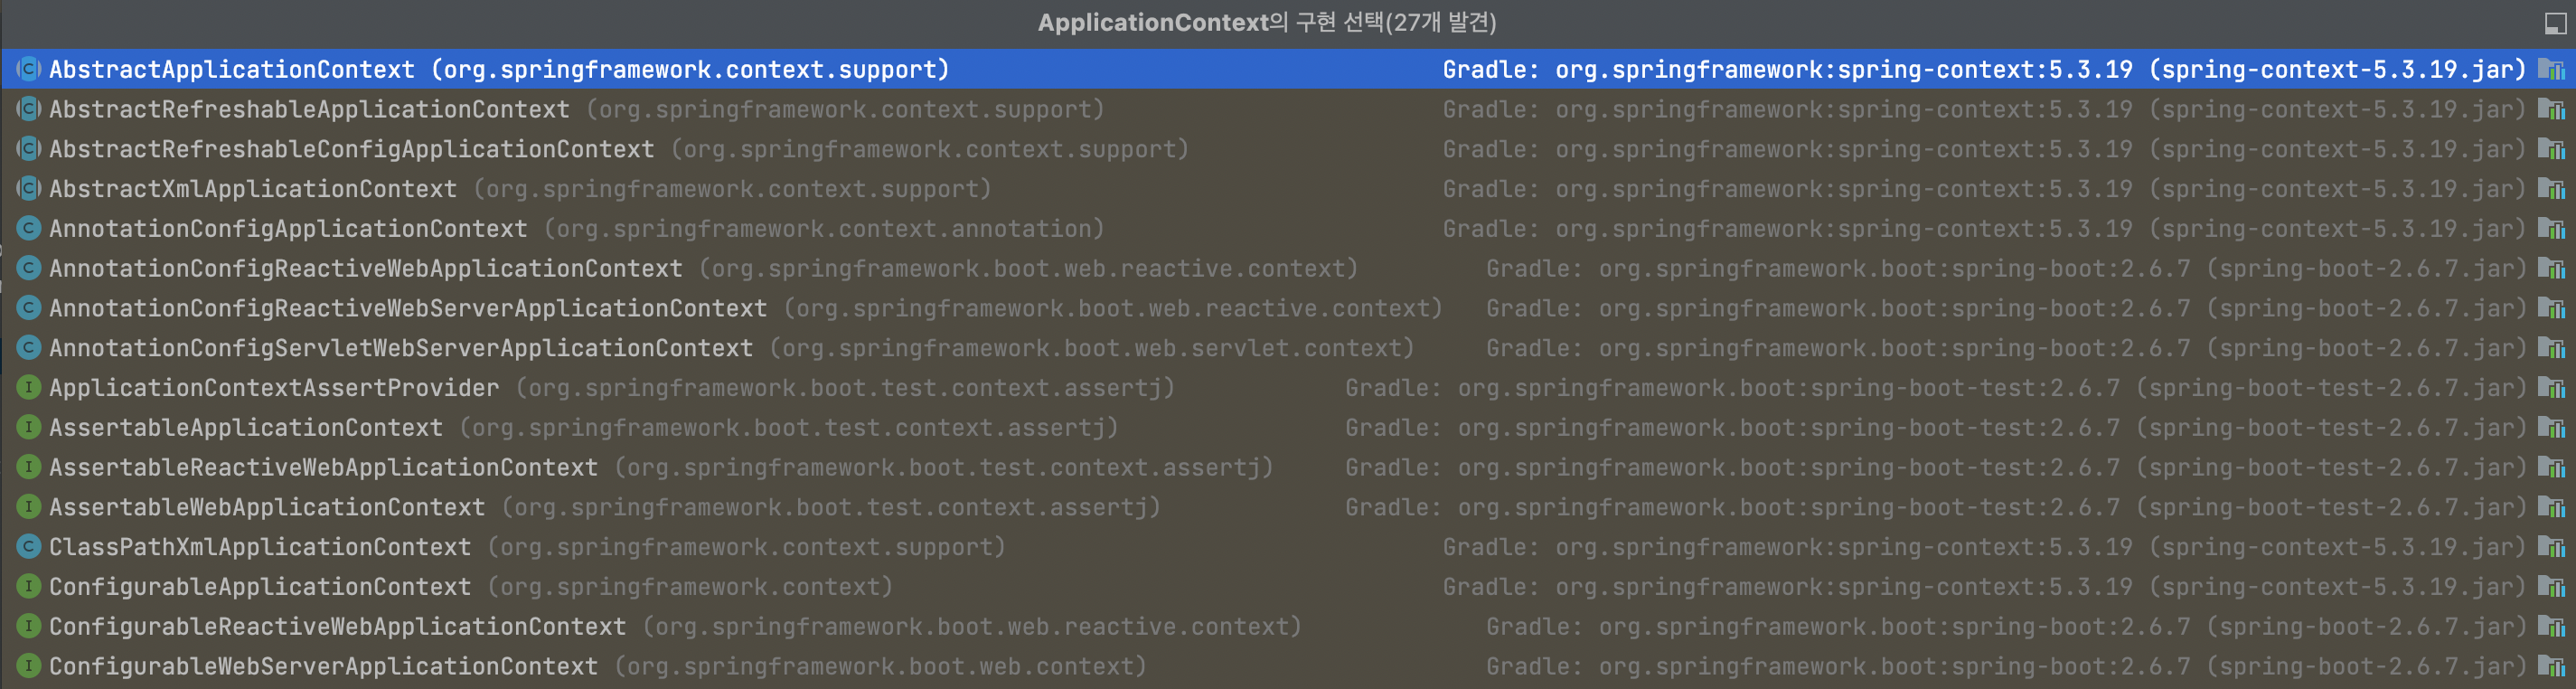 ApplicationContext의 구현 선택(27개 발견)
AbstractApplicationContext (org.springframework.context.support) Gradle: org.springframework:spring-context:5.3.19 (spring-context-5.3.19.jar)
AbstractRefreshableApplicationContext (org.springframework.context.support) Gradle: org.springframework:spring-context:5.3.19 (spring-context-5.3.19.jar)
AbstractRefreshableConfigApplicationContext (org.springframework.context.support) Gradle: org.springframework:spring-context:5.3.19 (spring-context-5.3.19.jar)
AbstractXmlApplicationContext (org.springframework.context.support) Gradle: org.springframework:spring-context:5.3.19 (spring-context-5.3.19.jar)
AnnotationConfigApplicationContext (org.springframework.context.annotation) Gradle: org.springframework:spring-context:5.3.19 (spring-context-5.3.19.jar)
AnnotationConfigReactiveWebApplicationContext (org.springframework.boot.web.reactive.context) Gradle: org.springframework.boot:spring-boot:2.6.7 (spring-boot-2.6.7.jar)
AnnotationConfigReactiveWebServerApplicationContext (org.springframework.boot.web.reactive.context) Gradle: org.springframework.boot:spring-boot:2.6.7 (spring-boot-2.6.7.jar)
AnnotationConfigServletWebServerApplicationContext (org.springframework.boot.web.servlet.context) Gradle: org.springframework.boot:spring-boot:2.6.7 (spring-boot-2.6.7.jar)
ApplicationContextAssertProvider (org.springframework.boot.test.context.assertj) Gradle: org.springframework.boot:spring-boot-test:2.6.7 (spring-boot-test-2.6.7.jar)
AssertableApplicationContext (org.springframework.boot.test.context.assertj) Gradle: org.springframework.boot:spring-boot-test:2.6.7 (spring-boot-test-2.6.7.jar)
AssertableReactiveWebApplicationContext (org.springframework.boot.test.context.assertj) Gradle: org.springframework.boot:spring-boot-test:2.6.7 (spring-boot-test-2.6.7.jar)
AssertableWebApplicationContext (org.springframework.boot.test.context.assertj) Gradle: org.springframework.boot:spring-boot-test:2.6.7 (spring-boot-test-2.6.7.jar)
ClassPathXmlApplicationContext (org.springframework.context.support) Gradle: org.springframework:spring-context:5.3.19 (spring-context-5.3.19.jar)
ConfigurableApplicationContext (org.springframework.context) Gradle: org.springframework:spring-context:5.3.19 (spring-context-5.3.19.jar)
ConfigurableReactiveWebApplicationContext (org.springframework.boot.web.reactive.context) Gradle: org.springframework.boot:spring-boot:2.6.7 (spring-boot-2.6.7.jar)
ConfigurableWebServerApplicationContext (org.springframework.boot.web.context) Gradle: org.springframework.boot:spring-boot:2.6.7 (spring-boot-2.6.7.jar)